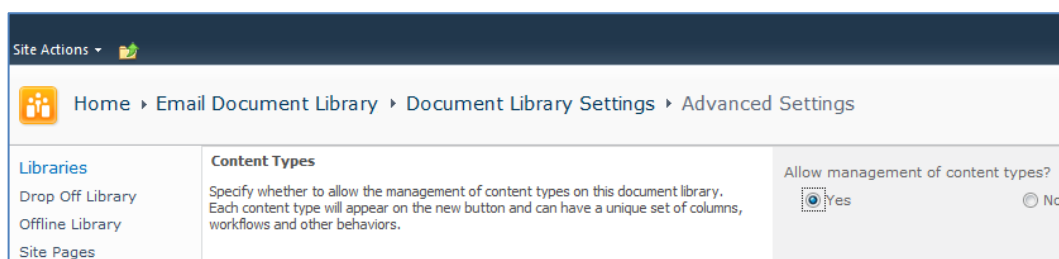 Site Actions
Home Email Document Library Document Library Settings Advanced Settings
Libraries
Drop Off Library
Offline Library
Site Pages
Content Types
Specify whether to allow the management of content types on this document library.
Each content type will appear on the new button and can have a unique set of columns,
workflows and other behaviors.
Allow management of content types?
Yes
No